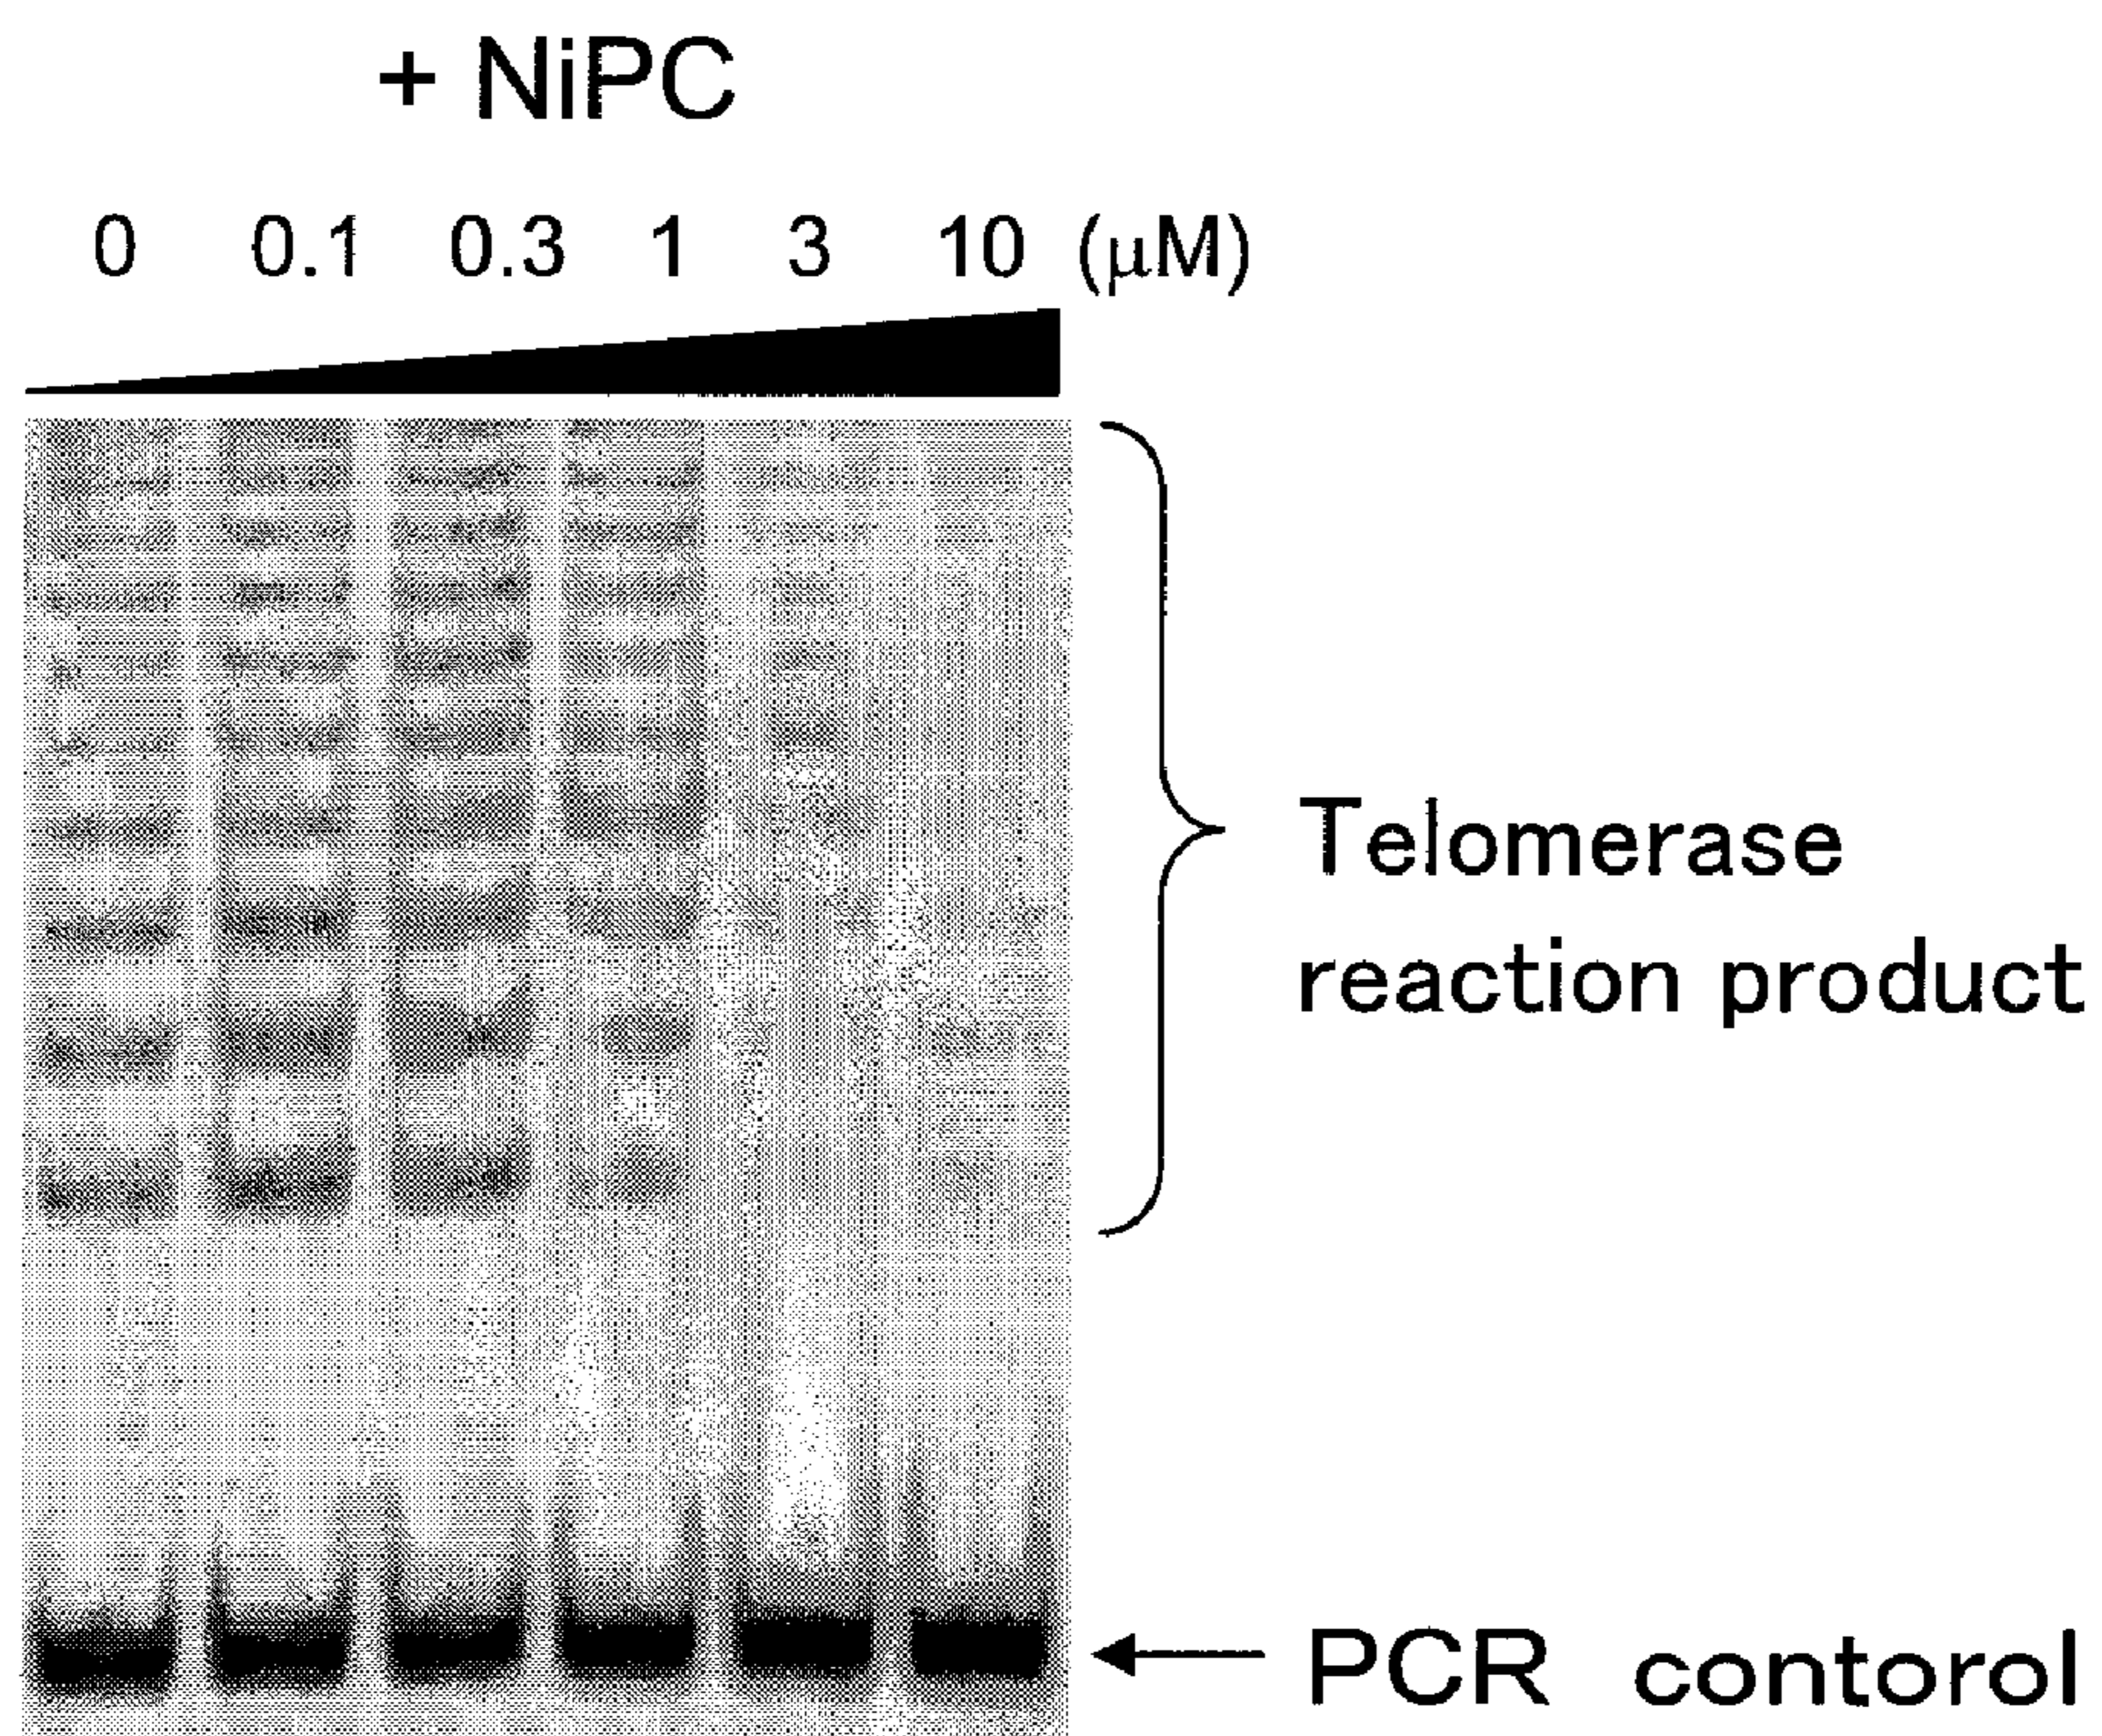 + NiPC
0 0.1 0.3 1 3 10 (μM)
Telomerase
reaction product
PCR contorol